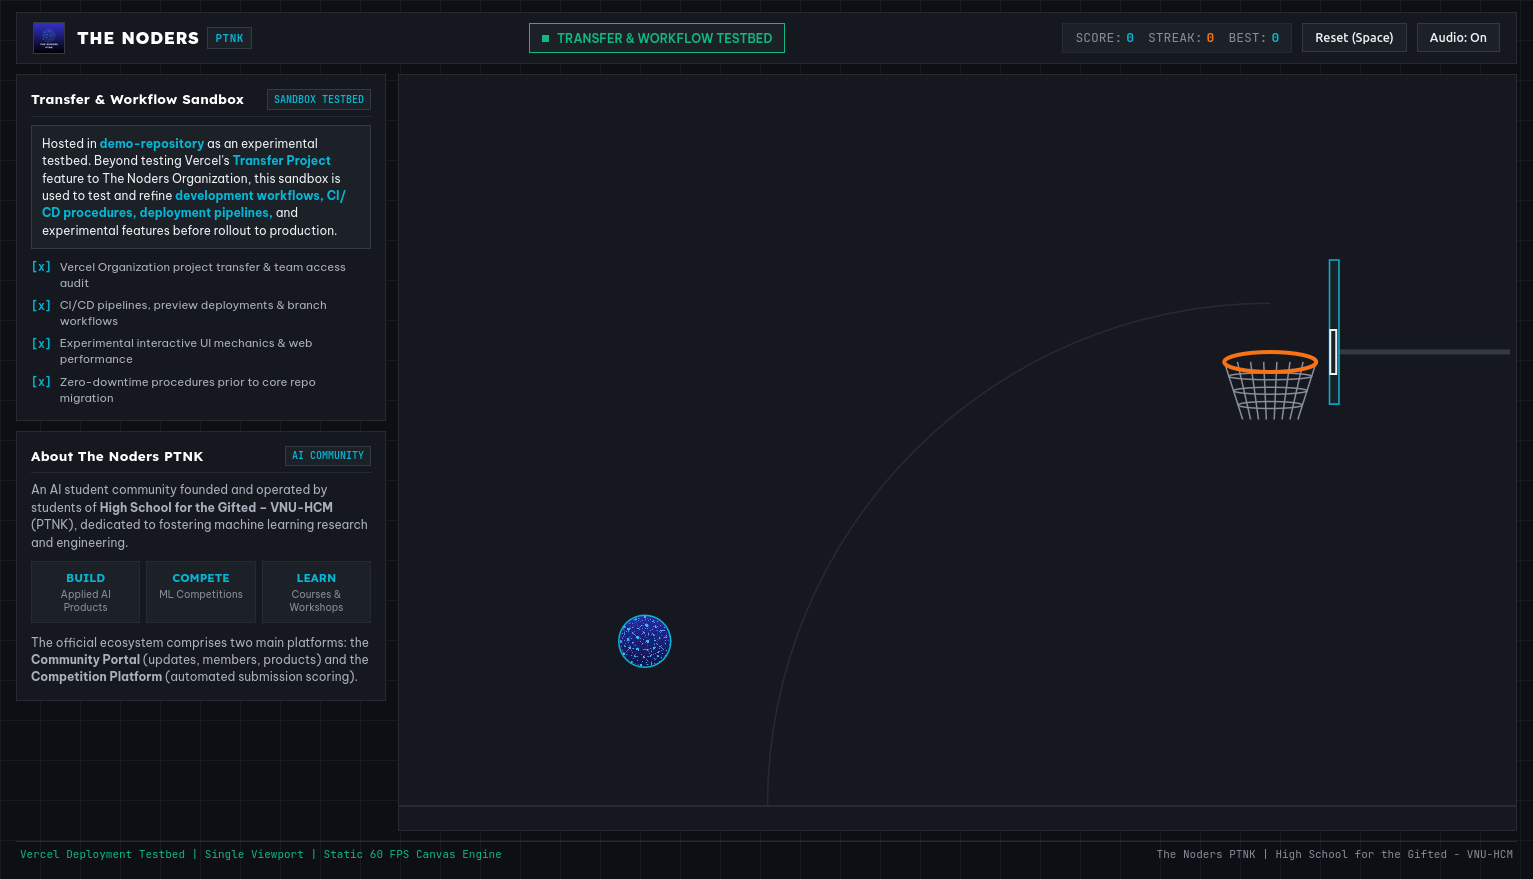 THE NODERS PTNK
TRANSFER & WORKFLOW TESTBED
SCORE: 0 STREAK: 0 BEST: 0
Reset (Space)
Audio: On
Transfer & Workflow Sandbox
SANDBOX TESTBED
Hosted in demo-repository as an experimental
testbed. Beyond testing Vercel's Transfer Project
feature to The Noders Organization, this sandbox is
used to test and refine development workflows, CI/
CD procedures, deployment pipelines, and
experimental features before rollout to production.
[x] Vercel Organization project transfer & team access
audit
[x] CI/CD pipelines, preview deployments & branch
workflows
[x] Experimental interactive UI mechanics & web
performance
[x] Zero-downtime procedures prior to core repo
migration
About The Noders PTNK
AI COMMUNITY
An AI student community founded and operated by
students of High School for the Gifted – VNU-HCM
(PTNK), dedicated to fostering machine learning research
and engineering.
BUILD
Applied AI
Products
COMPETE
ML Competitions
LEARN
Courses &
Workshops
The official ecosystem comprises two main platforms: the
Community Portal (updates, members, products) and the
Competition Platform (automated submission scoring).
Vercel Deployment Testbed | Single Viewport | Static 60 FPS Canvas Engine
The Noders PTNK | High School for the Gifted - VNU-HCM